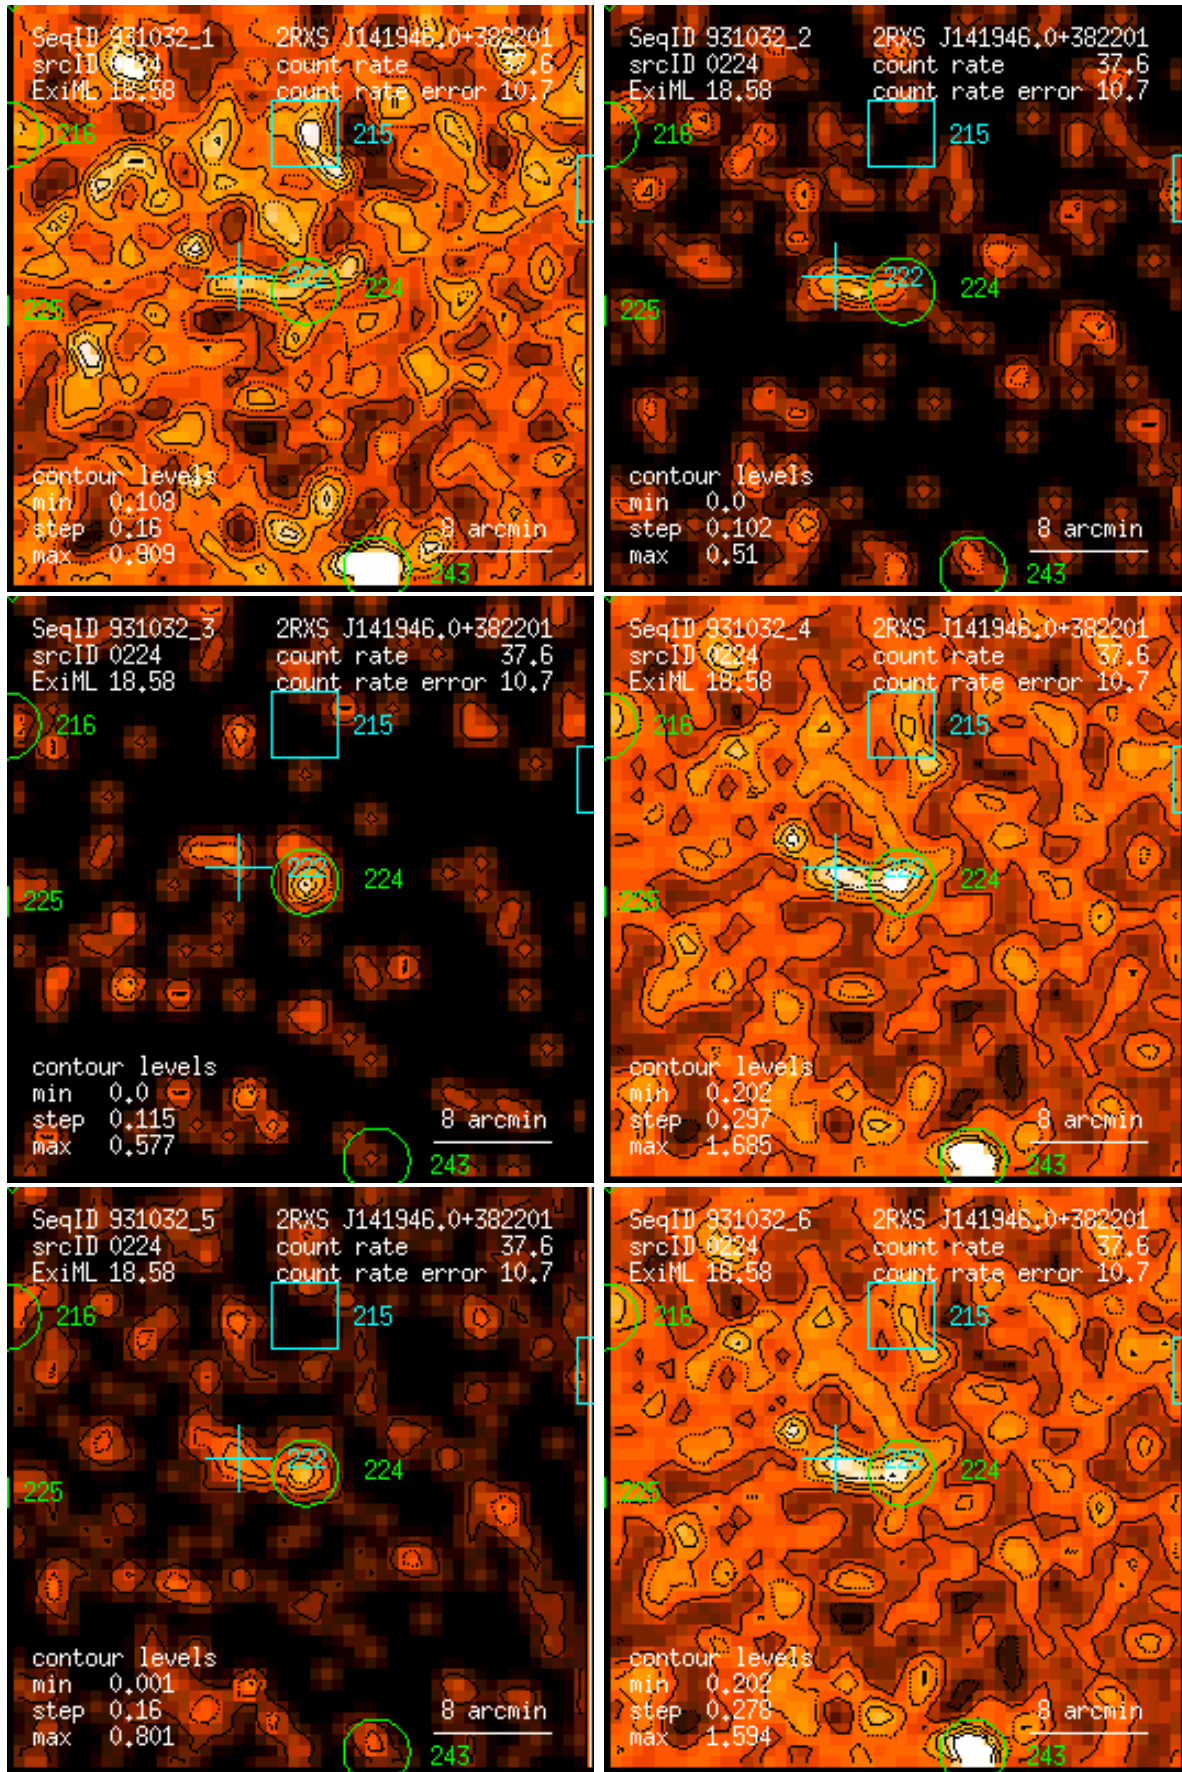 SeqID 931032_1 2RXS J141946.0+382201
srcID 0224 count rate 37.6
ExiML 18.58 count rate error 10.7
216 215
222 224
225
contour levels
min 0.108
step 0.16 8 arcmin
max 0.909 243
SeqID 931032_2 2RXS J141946.0+382201
srcID 0224 count rate 37.6
ExiML 18.58 count rate error 10.7
216 215
222 224
225
contour levels
min 0.0
step 0.102 8 arcmin
max 0.51 243
SeqID 931032_3 2RXS J141946.0+382201
srcID 0224 count rate 37.6
ExiML 18.58 count rate error 10.7
216 215
222 224
225
contour levels
min 0.0
step 0.115 8 arcmin
max 0.577 243
SeqID 931032_4 2RXS J141946.0+382201
srcID 0224 count rate 37.6
ExiML 18.58 count rate error 10.7
216 215
222 224
225
contour levels
min 0.202
step 0.297 8 arcmin
max 1.685 243
SeqID 931032_5 2RXS J141946.0+382201
srcID 0224 count rate 37.6
ExiML 18.58 count rate error 10.7
216 215
222 224
225
contour levels
min 0.001
step 0.16 8 arcmin
max 0.801 243
SeqID 931032_6 2RXS J141946.0+382201
srcID 0224 count rate 37.6
ExiML 18.58 count rate error 10.7
216 215
222 224
225
contour levels
min 0.202
step 0.278 8 arcmin
max 1.594 243